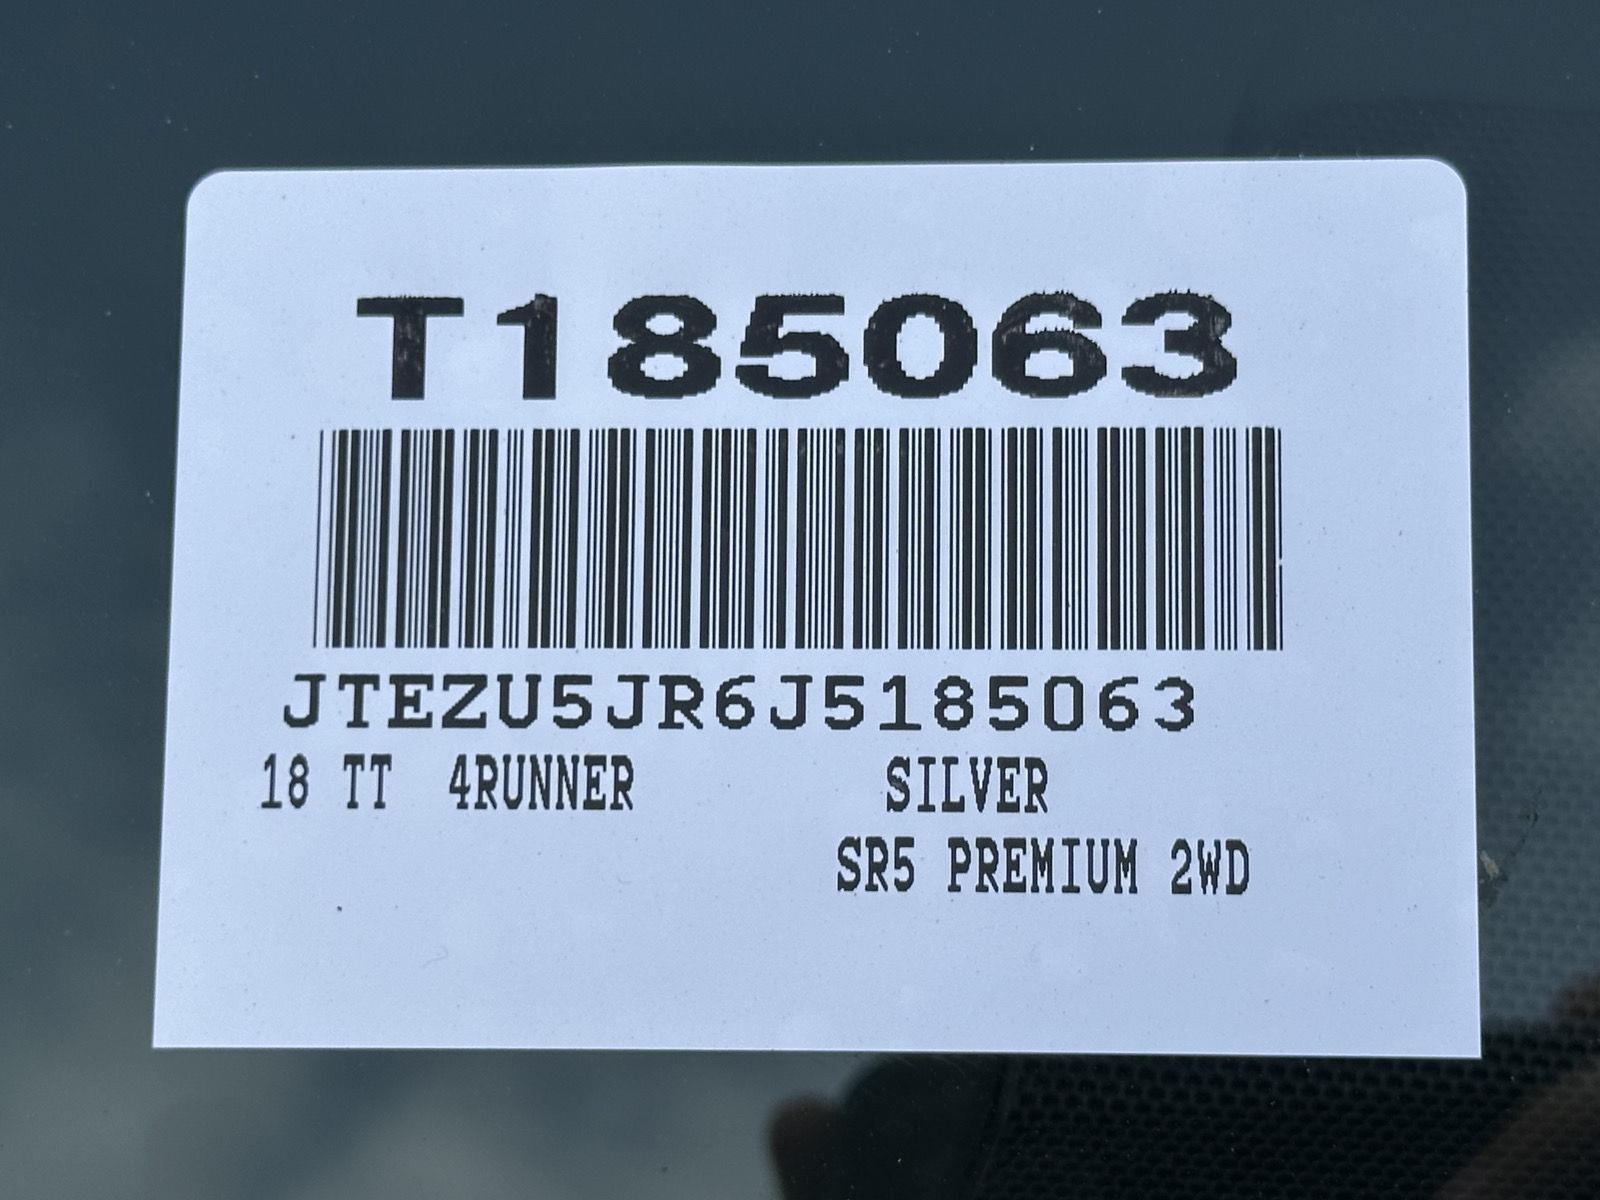 T185063
JTEZU5JR6J5185063
18 TT 4RUNNER SILVER
SR5 PREMIUM 2WD